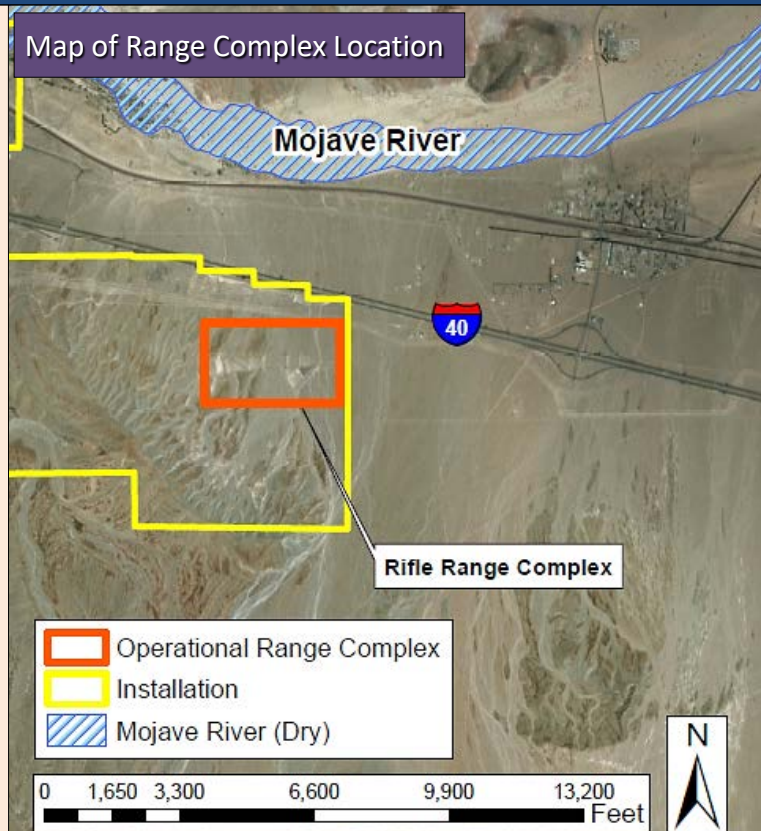 Map of Range Complex Location
Mojave River
40
Rifle Range Complex
Operational Range Complex
Installation
Mojave River (Dry)
N
0 1,650 3,300 6,600 9,900 13,200
Feet